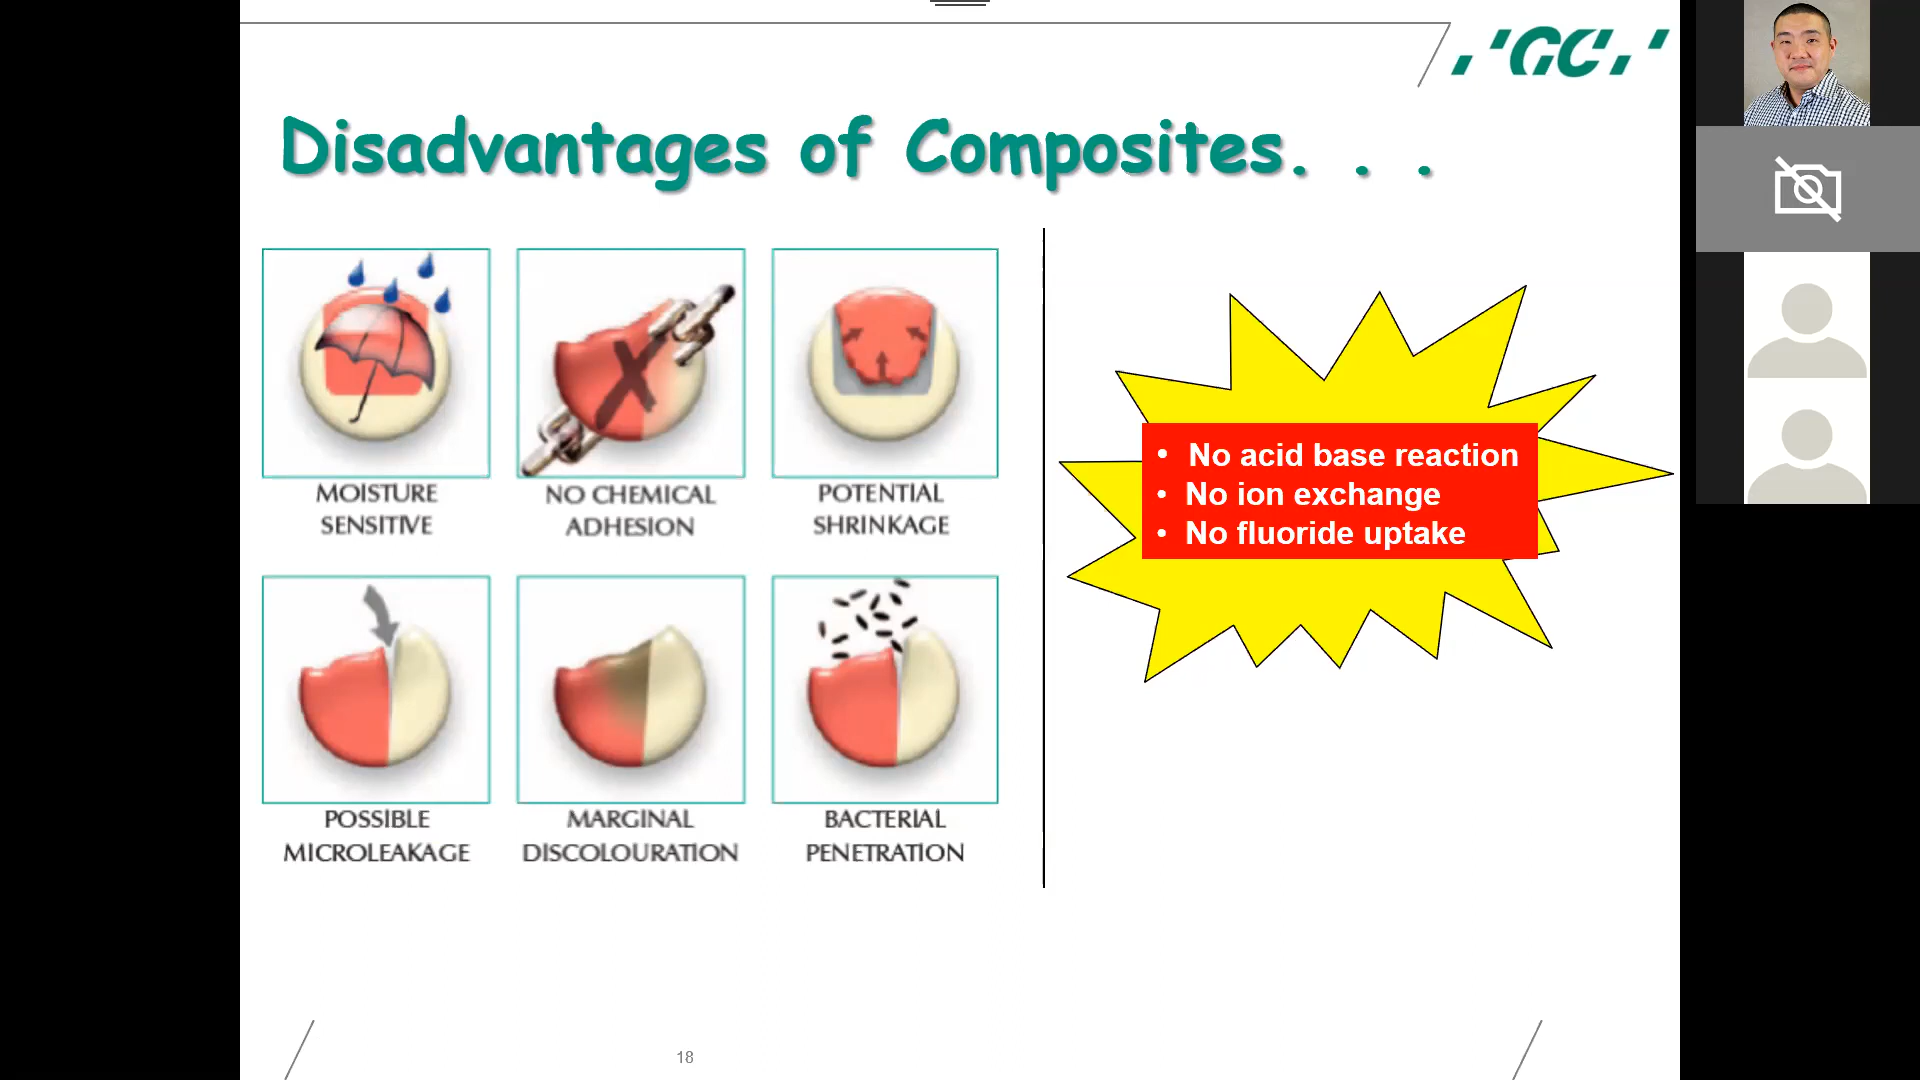 GC
Disadvantages of Composites. . .
MOISTURE
SENSITIVE
NO CHEMICAL
ADHESION
POTENTIAL
SHRINKAGE
POSSIBLE
MICROLEAKAGE
MARGINAL
DISCOLOURATION
BACTERIAL
PENETRATION
• No acid base reaction
• No ion exchange
• No fluoride uptake
18